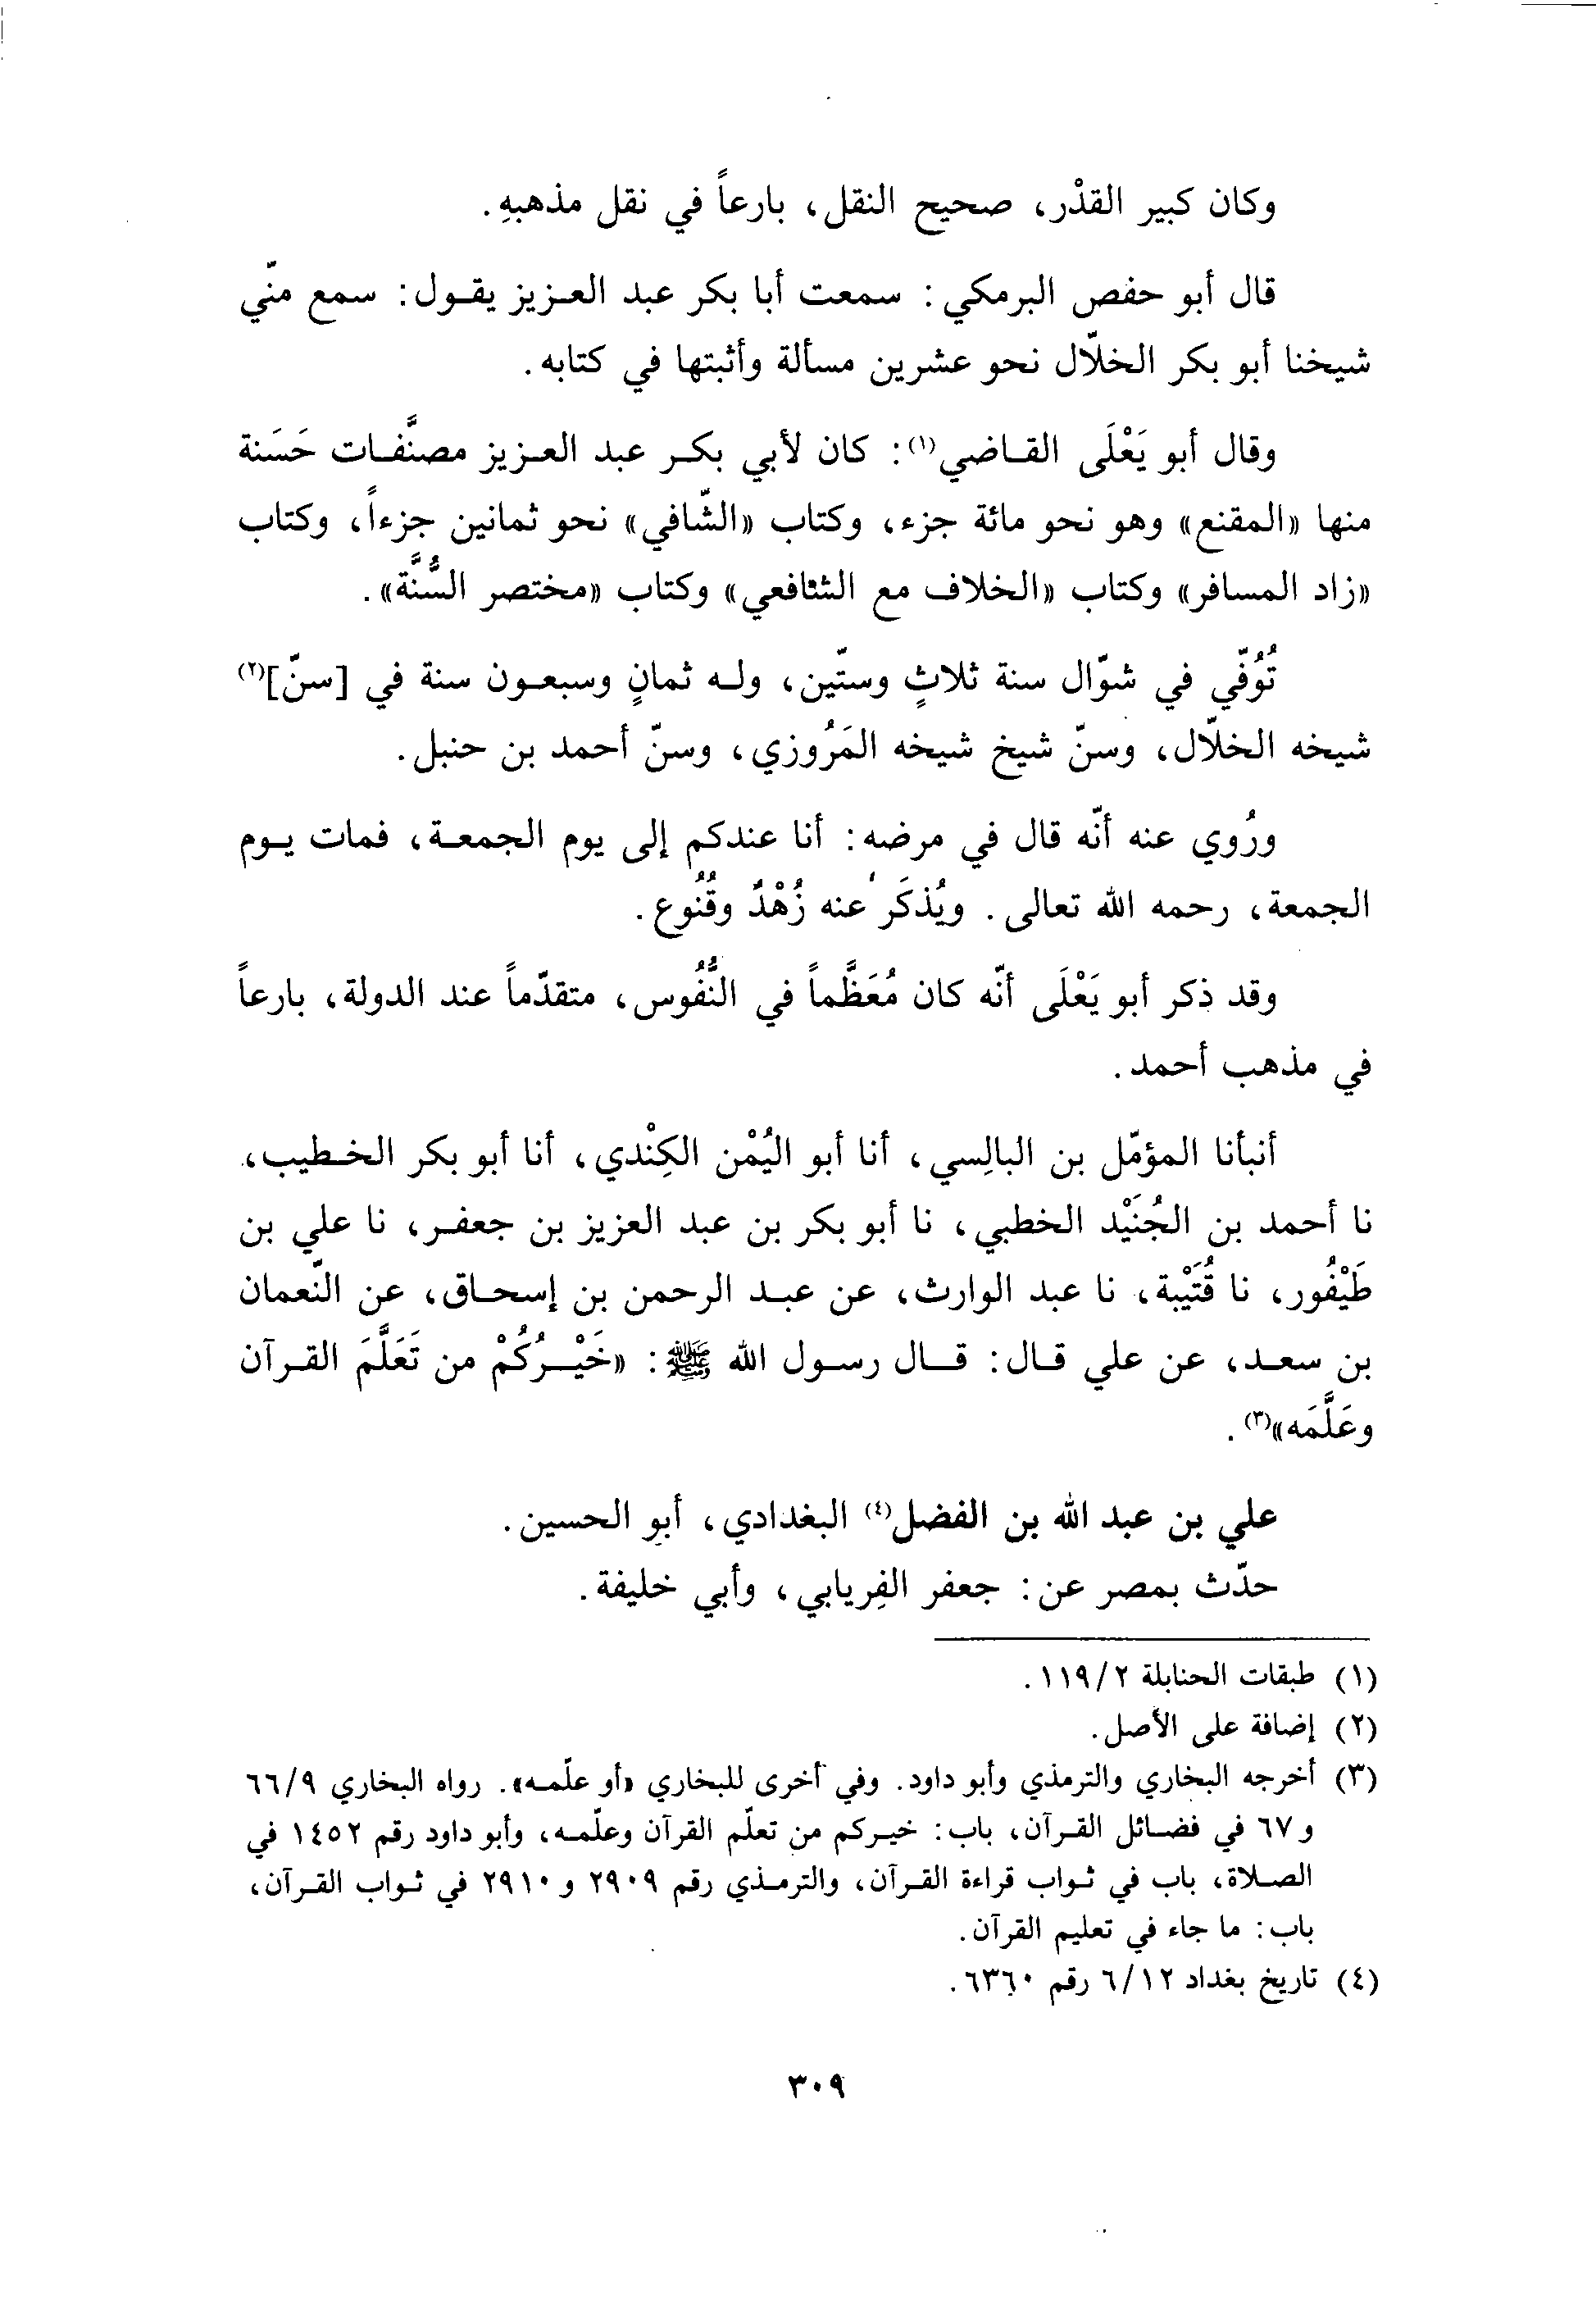 وكان كبير القدْر، صحيح النقل، بارعاً في نقل مذهبهِ.
قال أبو حفص البرمكي: سمعت أبا بكر عبد العزيز يقول: سمع منّي
شيخنا أبو بكر الخلّال نحو عشرين مسألة وأثبتها في كتابه.
وقال أبو يَعْلَى القاضي(١): كان لأبي بكر عبد العزيز مصنَّفات حَسَنة
منها «المقنع» وهو نحو مائة جزء، وكتاب «الشّافي» نحو ثمانين جزءاً، وكتاب
«زاد المسافر» وكتاب «الخلاف مع الشافعي» وكتاب «مختصر السُّنَّة».
تُوُفّي في شوّال سنة ثلاثٍ وستّين، وله ثمانٍ وسبعون سنة في [سنّ](٢)
شيخه الخلّال، وسنّ شيخ شيخه المَرُوزي، وسنّ أحمد بن حنبل.
ورُوي عنه أنّه قال في مرضه: أنا عندكم إلى يوم الجمعة، فمات يوم
الجمعة، رحمه الله تعالى. ويُذكَر عنه زُهْدٌ وقُنُوع.
وقد ذكر أبو يَعْلَى أنّه كان مُعَظَّماً في النُّفُوس، متقدّماً عند الدولة، بارعاً
في مذهب أحمد.
أنبأنا المؤمّل بن البالِسي، أنا أبو اليُمْن الكِنْدي، أنا أبو بكر الخطيب،
نا أحمد بن الجُنَيْد الخطبي، نا أبو بكر بن عبد العزيز بن جعفر، نا علي بن
طَيْفُور، نا قُتَيْبة، نا عبد الوارث، عن عبد الرحمن بن إسحاق، عن النّعمان
بن سعد، عن علي قال: قال رسول الله ﷺ: «خَيْرُكُمْ من تَعَلَّمَ القرآن
وعَلَّمَه»(٣).
علي بن عبد الله بن الفضل(٤) البغدادي، أبو الحسين.
حدّث بمصر عن: جعفر الفِريابي، وأبي خليفة.
(١) طبقات الحنابلة ١١٩/٢.
(٢) إضافة على الأصل.
(٣) أخرجه البخاري والترمذي وأبو داود. وفي أخرى للبخاري «أو علّمه». رواه البخاري ٦٦/٩
و ٦٧ في فضائل القرآن، باب: خيركم من تعلّم القرآن وعلّمه، وأبو داود رقم ١٤٥٢ في
الصلاة، باب في ثواب قراءة القرآن، والترمذي رقم ٢٩٠٩ و ٢٩١٠ في ثواب القرآن،
باب: ما جاء في تعليم القرآن.
(٤) تاريخ بغداد ٦/١٢ رقم ٦٣٦٠.
٣٠٩